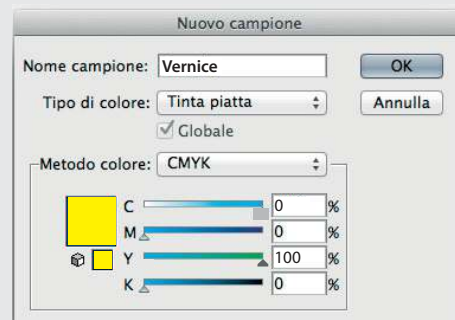 Nuovo campione
Nome campione: Vernice OK
Tipo di colore: Tinta piatta Annulla
Globale
Metodo colore: CMYK
C 0 %
M 0 %
Y 100 %
K 0 %